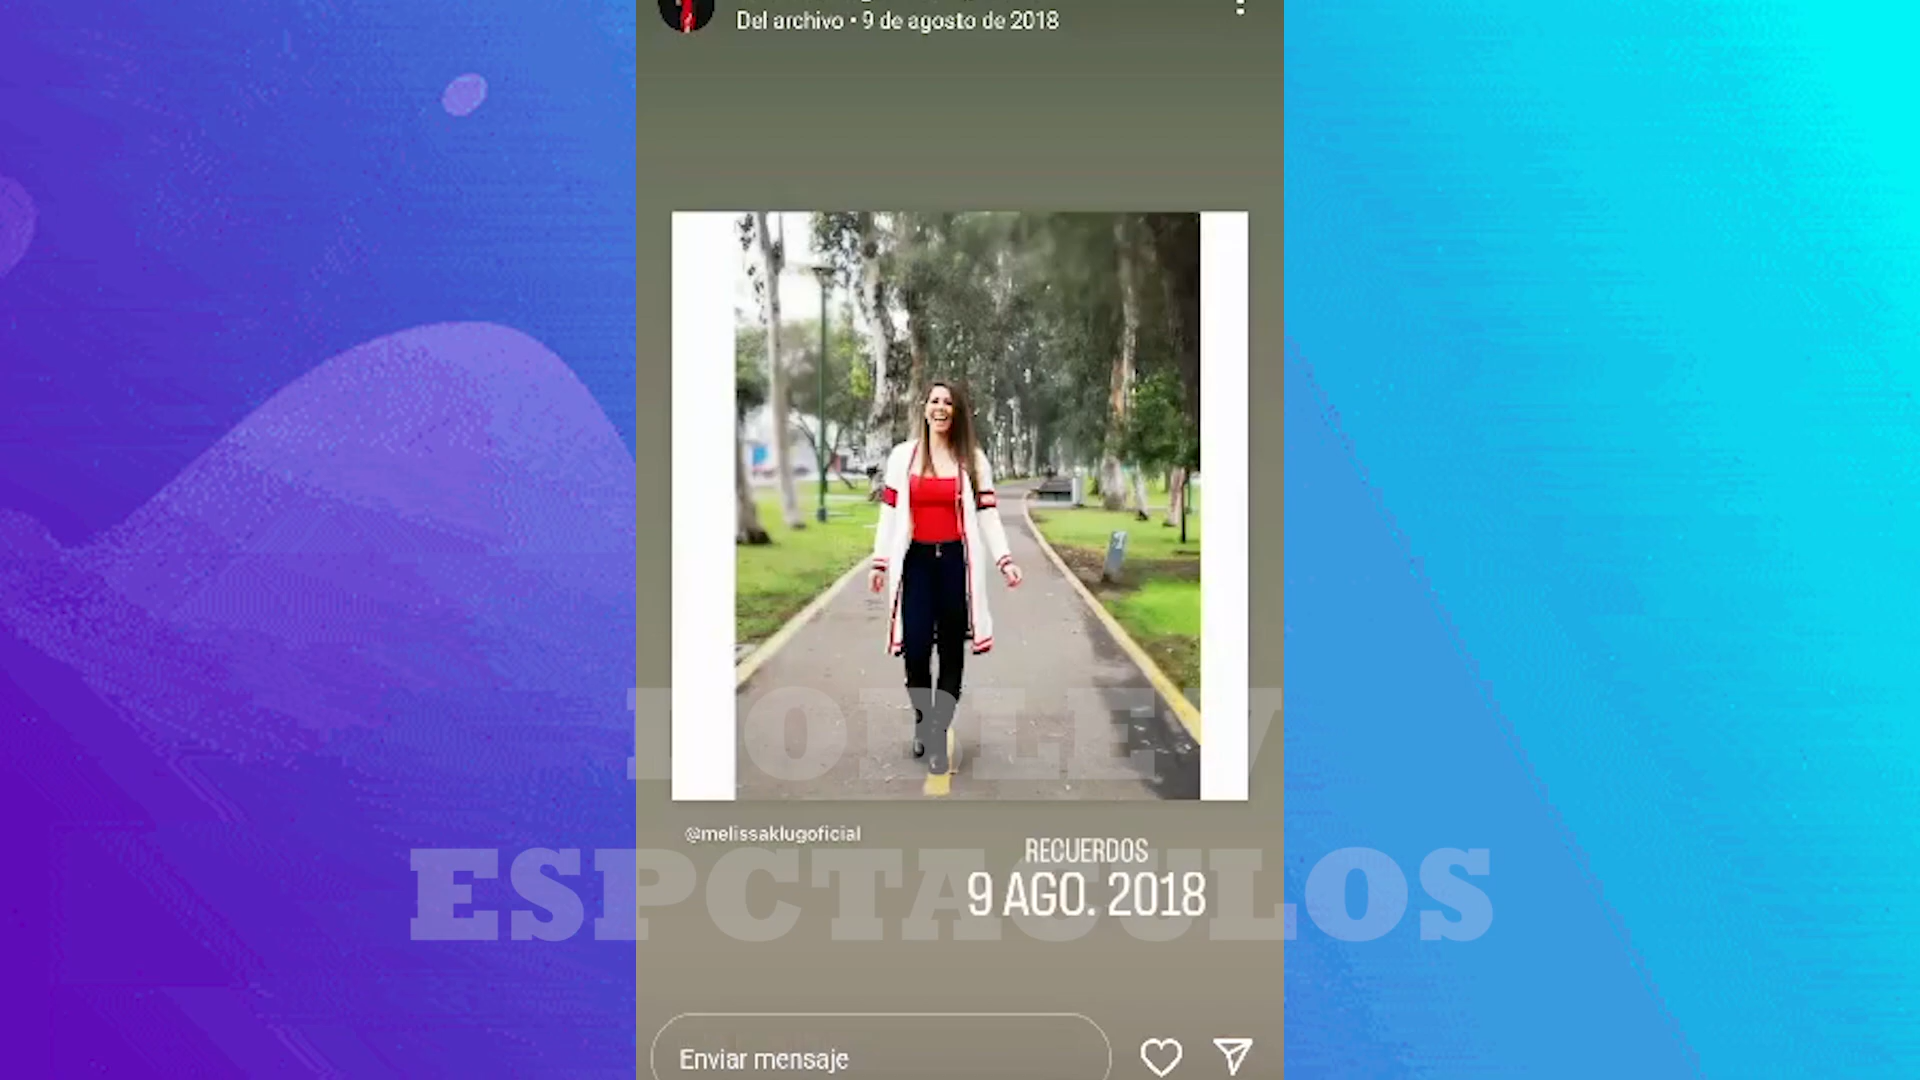 Del archivo • 9 de agosto de 2018
@melissaklugoficial
RECUERDOS
9 AGO. 2018
ESPCTACULOS
Enviar mensaje